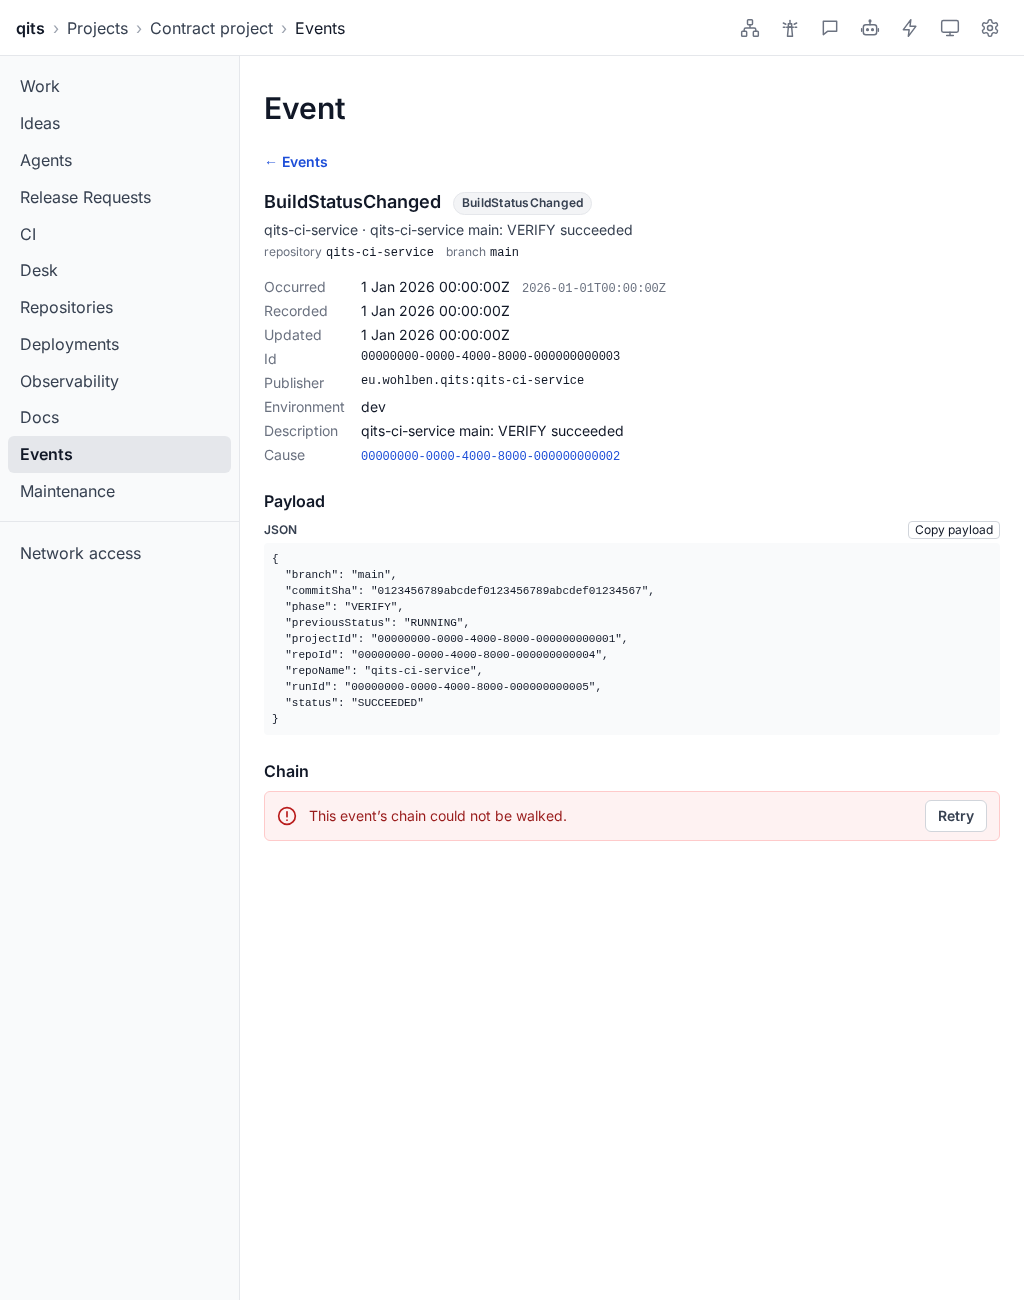 qits › Projects › Contract project › Events
Work
Ideas
Agents
Release Requests
CI
Desk
Repositories
Deployments
Observability
Docs
Events
Maintenance
Network access
Event
← Events
BuildStatusChanged BuildStatusChanged
qits-ci-service · qits-ci-service main: VERIFY succeeded
repository qits-ci-service branch main
Occurred 1 Jan 2026 00:00:00Z 2026-01-01T00:00:00Z
Recorded 1 Jan 2026 00:00:00Z
Updated 1 Jan 2026 00:00:00Z
Id 00000000-0000-4000-8000-000000000003
Publisher eu.wohlben.qits:qits-ci-service
Environment dev
Description qits-ci-service main: VERIFY succeeded
Cause 00000000-0000-4000-8000-000000000002
Payload
JSON Copy payload
{
  "branch": "main",
  "commitSha": "0123456789abcdef0123456789abcdef01234567",
  "phase": "VERIFY",
  "previousStatus": "RUNNING",
  "projectId": "00000000-0000-4000-8000-000000000001",
  "repoId": "00000000-0000-4000-8000-000000000004",
  "repoName": "qits-ci-service",
  "runId": "00000000-0000-4000-8000-000000000005",
  "status": "SUCCEEDED"
}
Chain
This event’s chain could not be walked. Retry